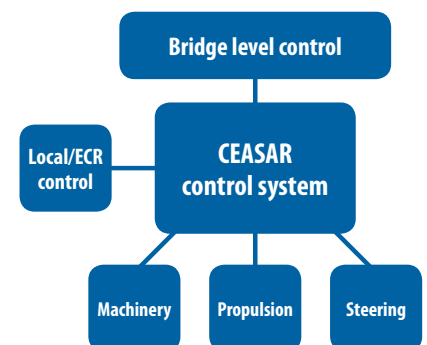 Bridge level control
Local/ECR
control
CEASAR
control system
Machinery
Propulsion
Steering